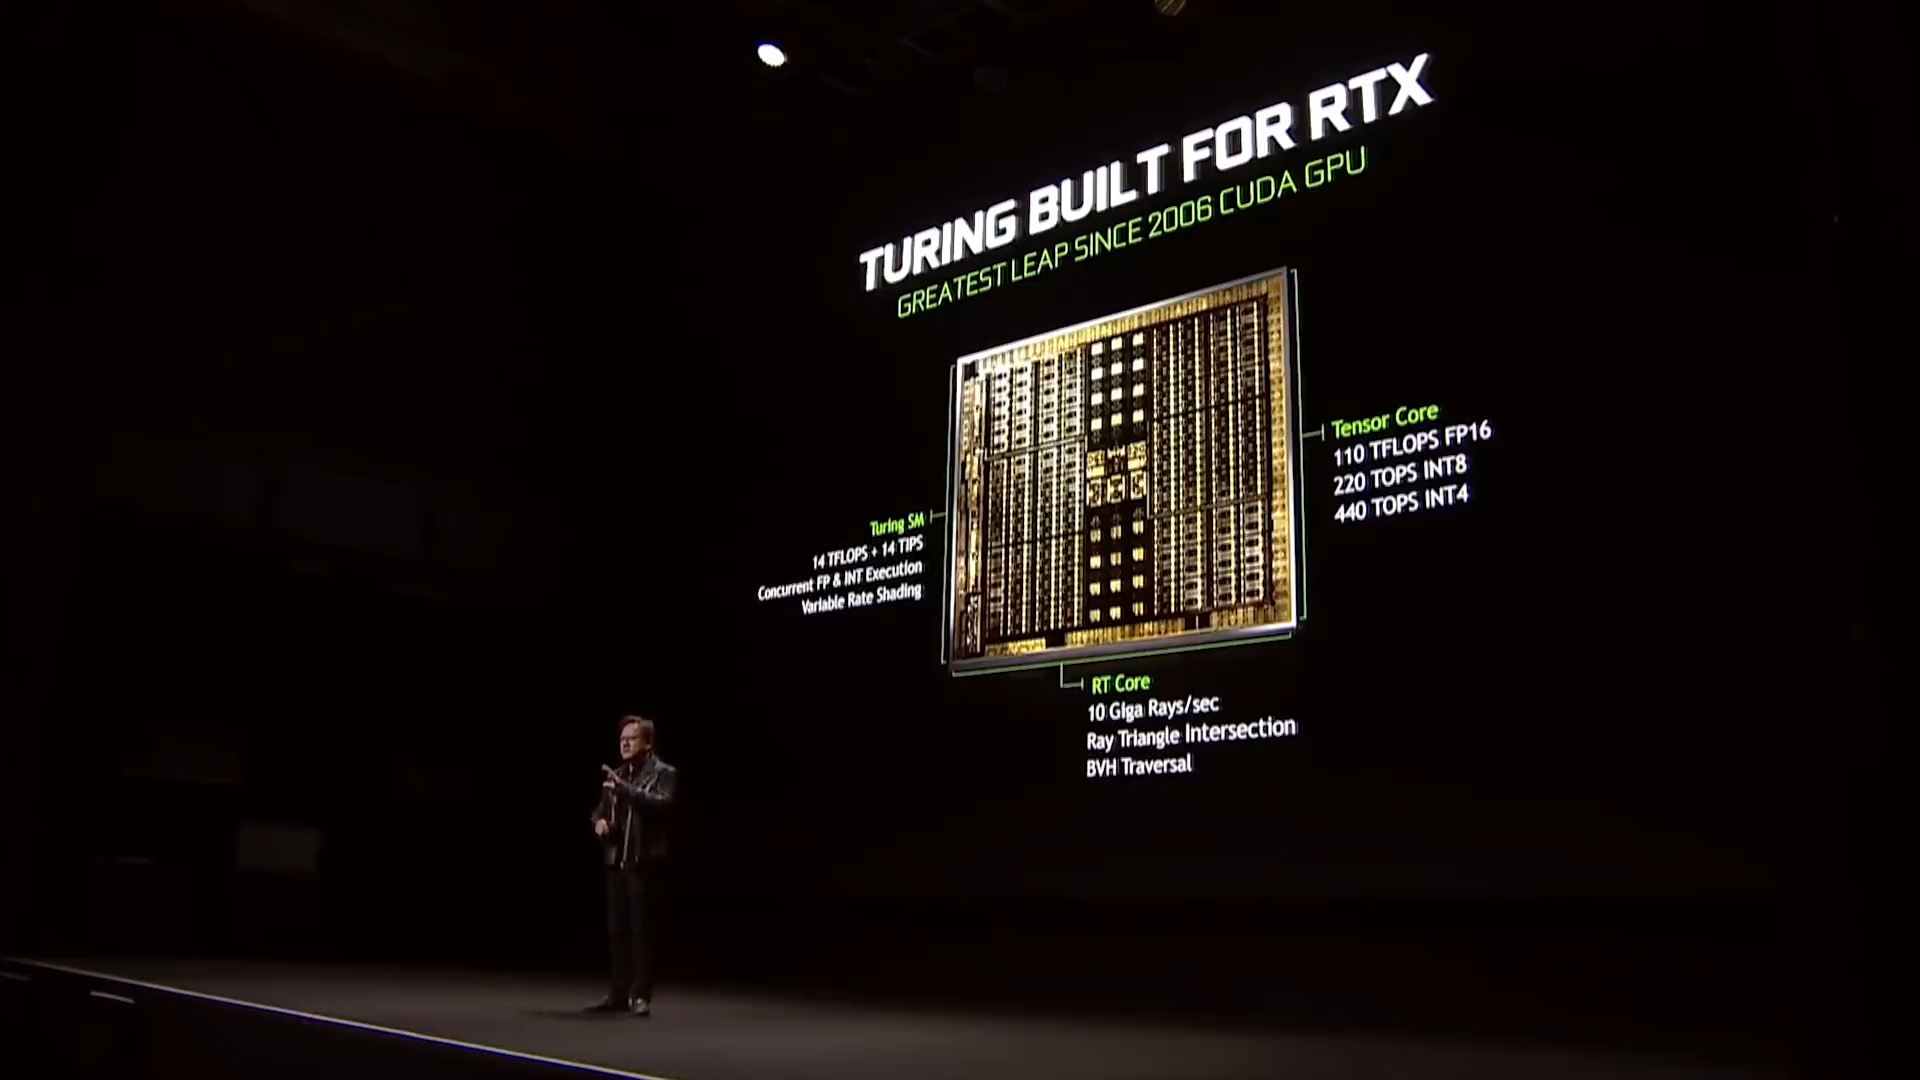 TURING BUILT FOR RTX
GREATEST LEAP SINCE 2006 CUDA GPU
Tensor Core
110 TFLOPS FP16
220 TOPS INT8
440 TOPS INT4
Turing SM
14 TFLOPS + 14 TIPS
Concurrent FP & INT Execution
Variable Rate Shading
RT Core
10 Giga Rays/sec
Ray Triangle Intersection
BVH Traversal